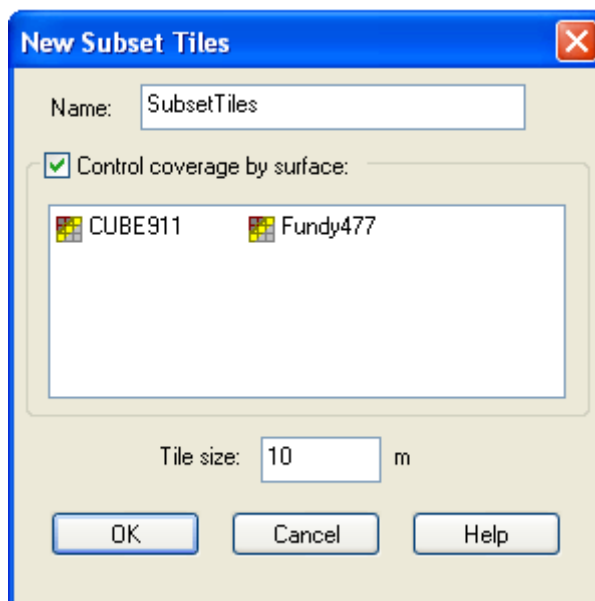 New Subset Tiles
Name: SubsetTiles
Control coverage by surface:
CUBE911 Fundy477
Tile size: 10 m
OK Cancel Help